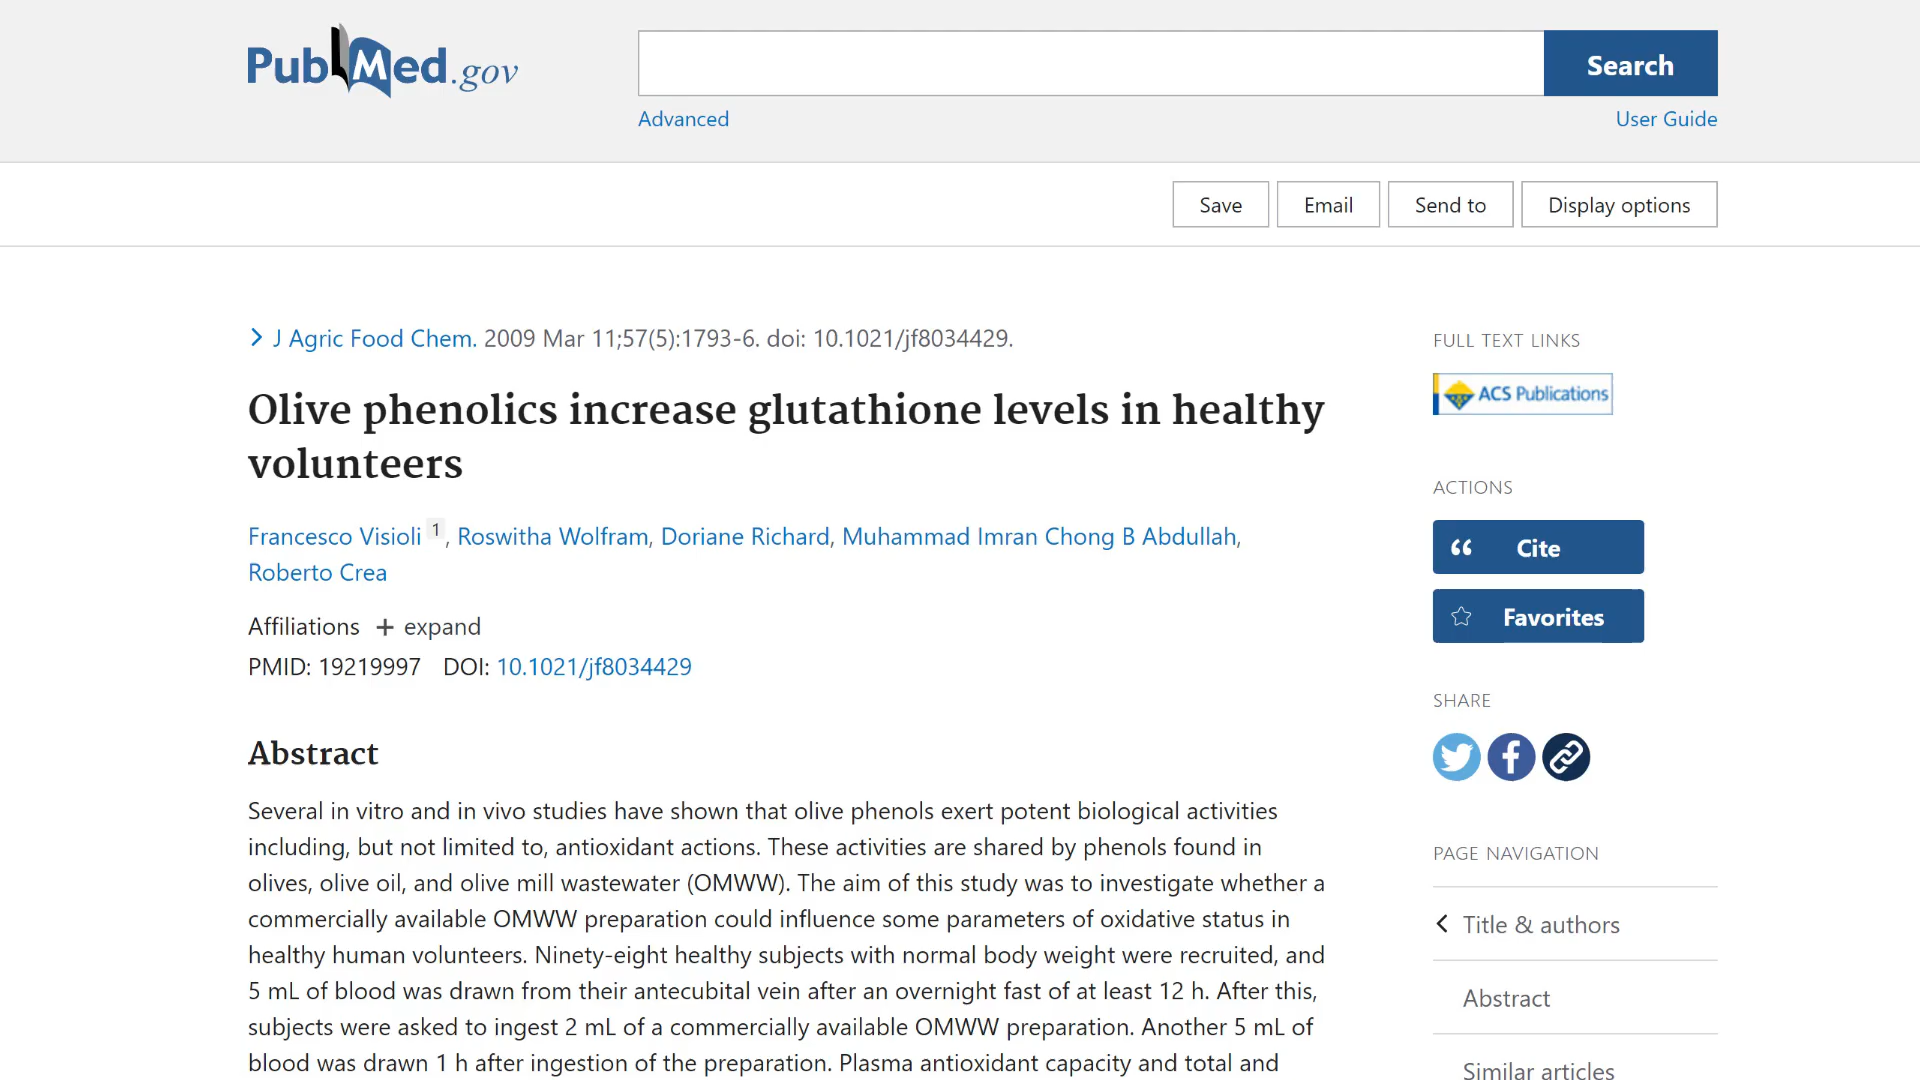 PubMed.gov
Search
Advanced
User Guide
Save
Email
Send to
Display options
J Agric Food Chem. 2009 Mar 11;57(5):1793-6. doi: 10.1021/jf8034429.
Olive phenolics increase glutathione levels in healthy
volunteers
Francesco Visioli 1, Roswitha Wolfram, Doriane Richard, Muhammad Imran Chong B Abdullah,
Roberto Crea
Affiliations + expand
PMID: 19219997 DOI: 10.1021/jf8034429
Abstract
Several in vitro and in vivo studies have shown that olive phenols exert potent biological activities
including, but not limited to, antioxidant actions. These activities are shared by phenols found in
olives, olive oil, and olive mill wastewater (OMWW). The aim of this study was to investigate whether a
commercially available OMWW preparation could influence some parameters of oxidative status in
healthy human volunteers. Ninety-eight healthy subjects with normal body weight were recruited, and
5 mL of blood was drawn from their antecubital vein after an overnight fast of at least 12 h. After this,
subjects were asked to ingest 2 mL of a commercially available OMWW preparation. Another 5 mL of
blood was drawn 1 h after ingestion of the preparation. Plasma antioxidant capacity and total and
FULL TEXT LINKS
ACS Publications
ACTIONS
Cite
Favorites
SHARE
PAGE NAVIGATION
Title & authors
Abstract
Similar articles